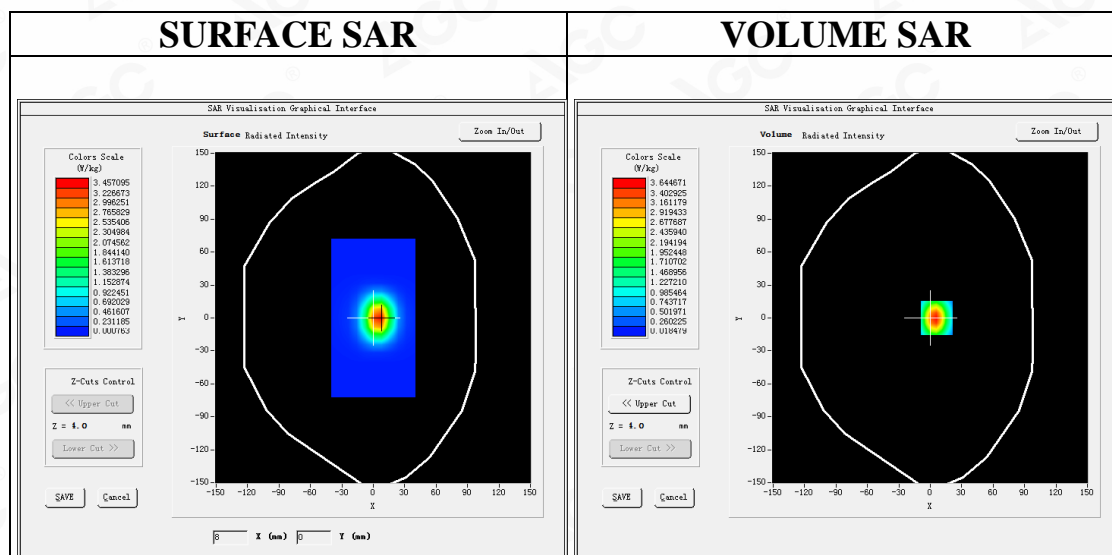 SURFACE SAR
VOLUME SAR
SAR Visualisation Graphical Interface
Surface Radiated Intensity
Zoom In/Out
Colors Scale
(W/kg)
3.457095
3.226673
2.996251
2.765829
2.535406
2.304984
2.074562
1.844140
1.613718
1.383296
1.152874
0.922451
0.692029
0.461607
0.231185
0.000763
150
120
90
60
30
0
-30
-60
-90
-120
-150
Y
-150 -120 -90 -60 -30 0 30 60 90 120 150
X
Z-Cuts Control
<< Upper Cut
Z = 4.0 mm
Lower Cut >>
SAVE Cancel
8 X (mm) 0 Y (mm)
SAR Visualisation Graphical Interface
Volume Radiated Intensity
Zoom In/Out
Colors Scale
(W/kg)
3.644671
3.402925
3.161179
2.919433
2.677687
2.435940
2.194194
1.952448
1.710702
1.468956
1.227210
0.985464
0.743717
0.501971
0.260225
0.018479
150
120
90
60
30
0
-30
-60
-90
-120
-150
Y
-150 -120 -90 -60 -30 0 30 60 90 120 150
X
Z-Cuts Control
<< Upper Cut
Z = 4.0 mm
Lower Cut >>
SAVE Cancel